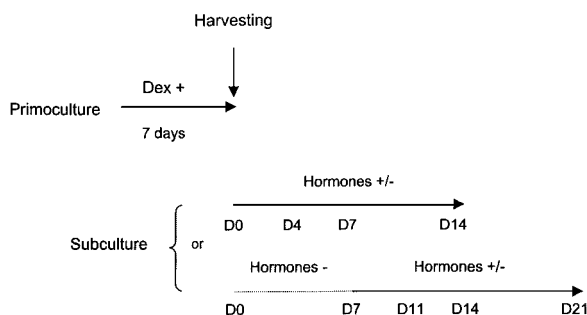 Harvesting
Dex +
Primoculture
7 days
Hormones +/-
D0 D4 D7 D14
Subculture
or
Hormones - Hormones +/-
D0 D7 D11 D14 D21